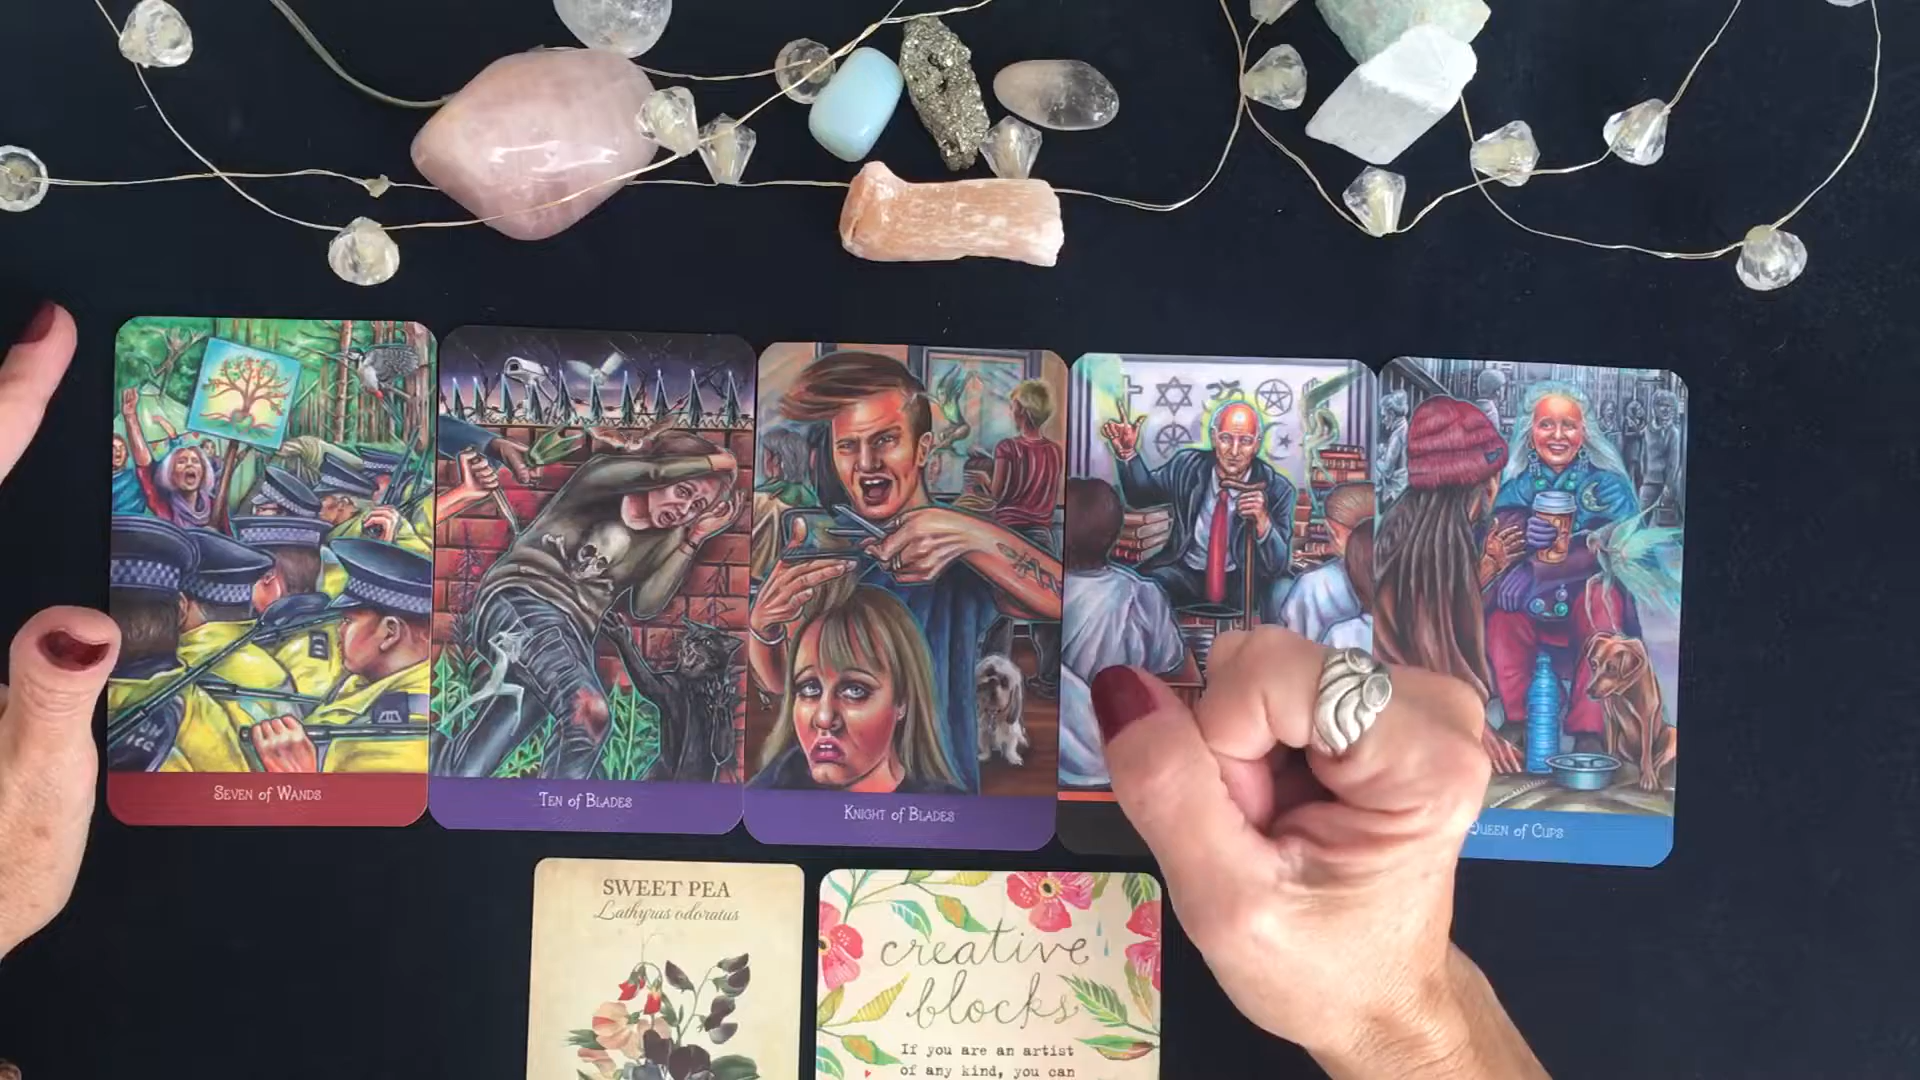 Seven of Wands
Ten of Blades
Knight of Blades
Queen of Cups
SWEET PEA
Lathyrus odoratus
creative
blocks
If you are an artist
of any kind, you can